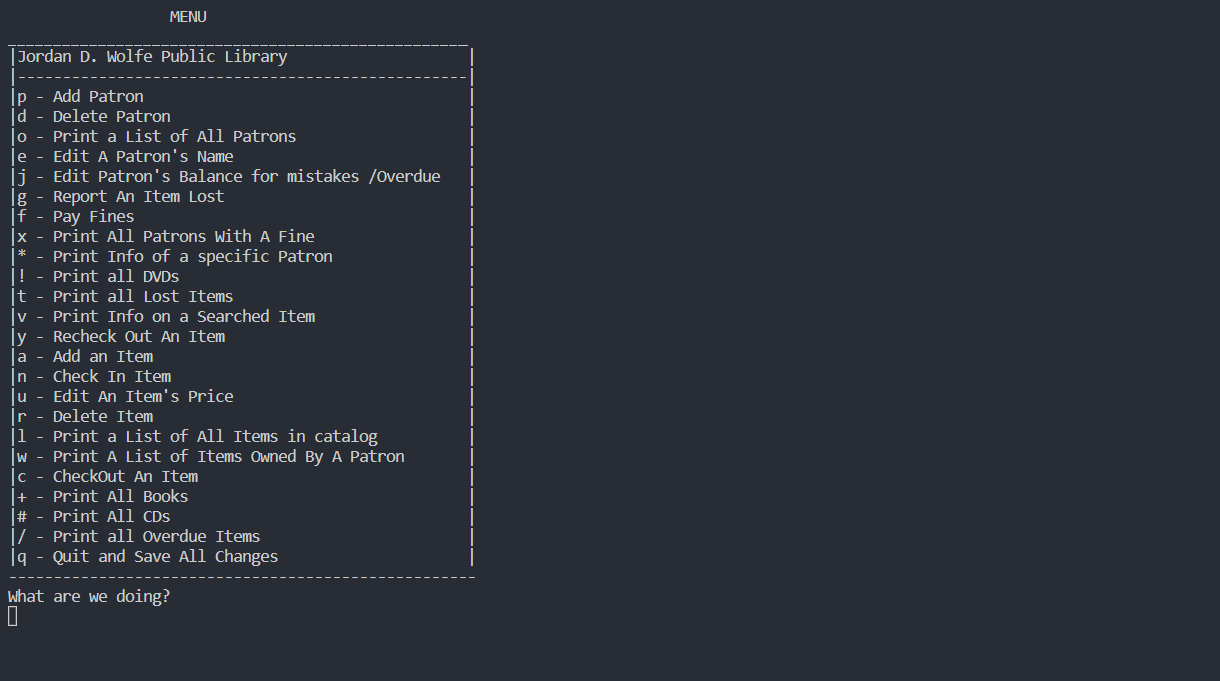 MENU
_______________________________________________
|Jordan D. Wolfe Public Library |
|--------------------------------------------------|
|p - Add Patron |
|d - Delete Patron |
|o - Print a List of All Patrons |
|e - Edit A Patron's Name |
|j - Edit Patron's Balance for mistakes /Overdue |
|g - Report An Item Lost |
|f - Pay Fines |
|x - Print All Patrons With A Fine |
|* - Print Info of a specific Patron |
|! - Print all DVDs |
|t - Print all Lost Items |
|v - Print Info on a Searched Item |
|y - Recheck Out An Item |
|a - Add an Item |
|n - Check In Item |
|u - Edit An Item's Price |
|r - Delete Item |
|l - Print a List of All Items in catalog |
|w - Print A List of Items Owned By A Patron |
|c - CheckOut An Item |
|+ - Print All Books |
|# - Print All CDs |
|/ - Print all Overdue Items |
|q - Quit and Save All Changes |
----------------------------------------------------
What are we doing?